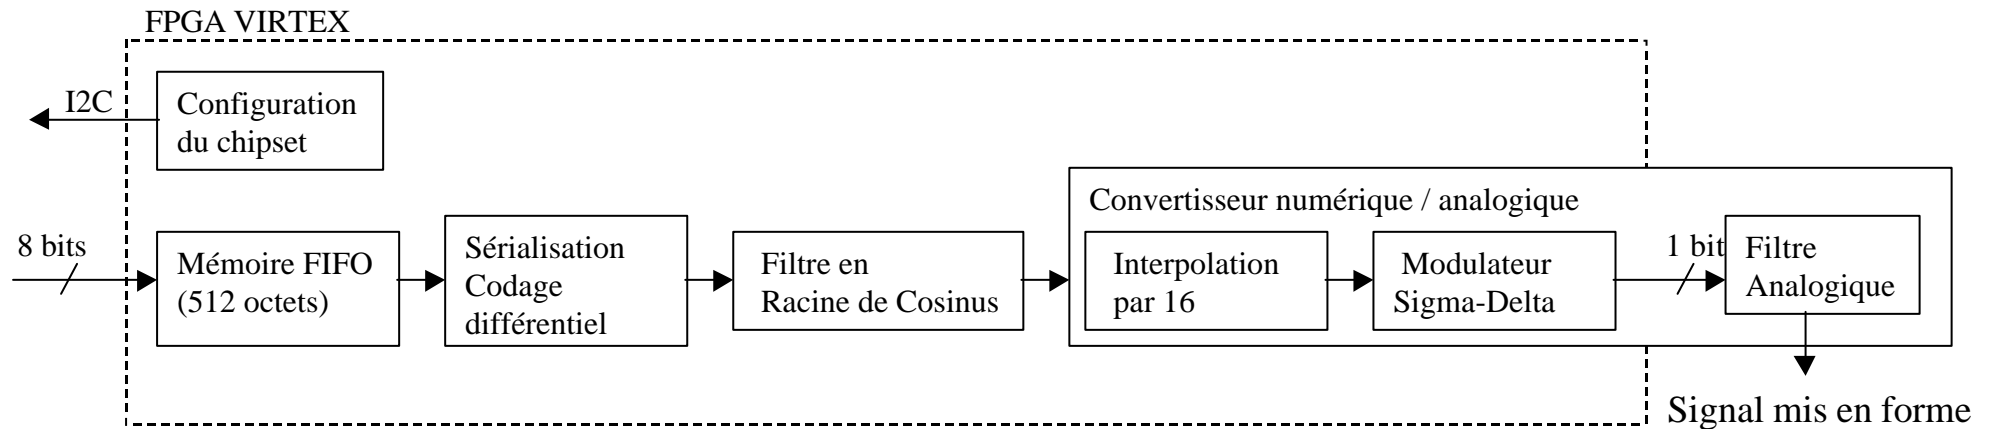 FPGA VIRTEX
I2C
Configuration
du chipset
Convertisseur numérique / analogique
8 bits
Mémoire FIFO
(512 octets)
Sérialisation
Codage
différentiel
Filtre en
Racine de Cosinus
Interpolation
par 16
Modulateur
Sigma-Delta
1 bit
Filtre
Analogique
Signal mis en forme